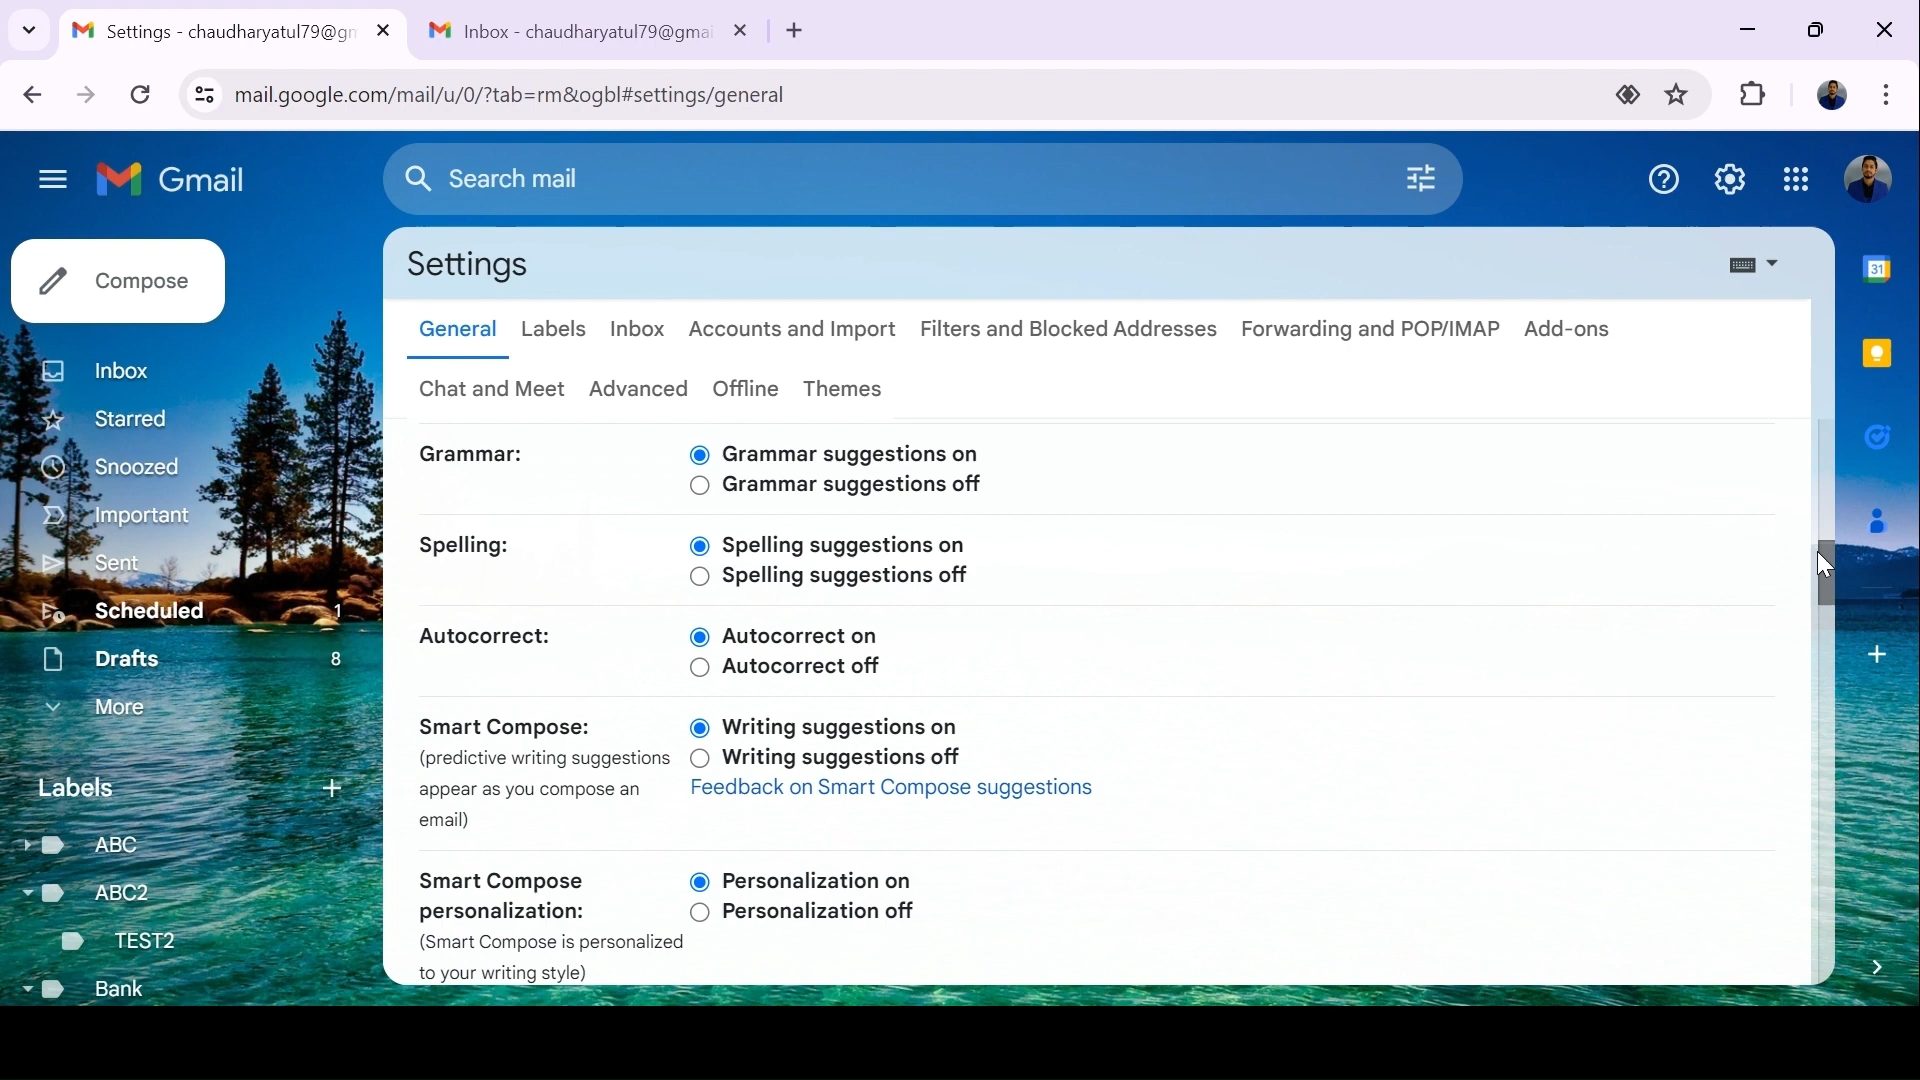 Settings - chaudharyatul79@gm
Inbox - chaudharyatul79@gmai
mail.google.com/mail/u/0/?tab=rm&ogbl#settings/general
Gmail
Search mail
Compose
Settings
General Labels Inbox Accounts and Import Filters and Blocked Addresses Forwarding and POP/IMAP Add-ons
Chat and Meet Advanced Offline Themes
Inbox
Starred
Snoozed
Important
Sent
Scheduled 1
Drafts 8
More
Labels
ABC
ABC2
TEST2
Bank
Grammar: Grammar suggestions on
Grammar suggestions off
Spelling: Spelling suggestions on
Spelling suggestions off
Autocorrect: Autocorrect on
Autocorrect off
Smart Compose: Writing suggestions on
(predictive writing suggestions Writing suggestions off
appear as you compose an Feedback on Smart Compose suggestions
email)
Smart Compose Personalization on
personalization: Personalization off
(Smart Compose is personalized
to your writing style)
31